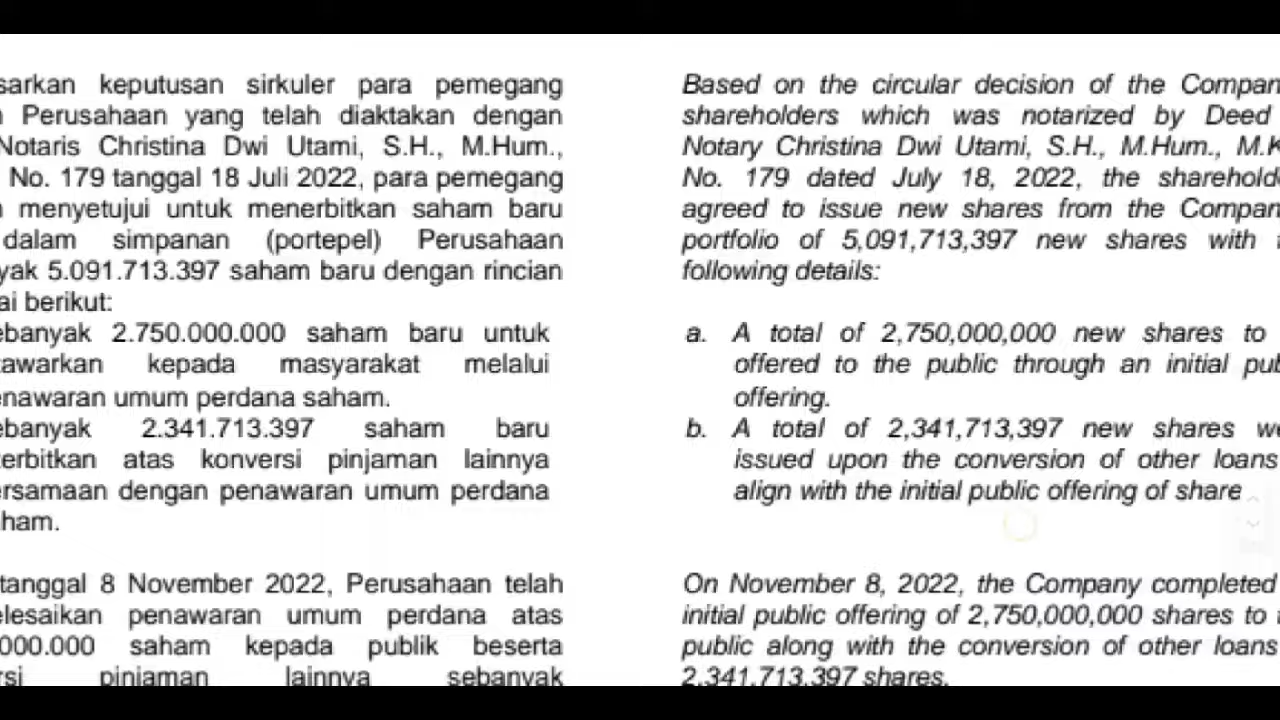 sarkan keputusan sirkuler para pemegang
Perusahaan yang telah diaktakan dengan
Notaris Christina Dwi Utami, S.H., M.Hum.,
No. 179 tanggal 18 Juli 2022, para pemegang
menyetujui untuk menerbitkan saham baru
dalam simpanan (portepel) Perusahaan
yak 5.091.713.397 saham baru dengan rincian
ai berikut:
ebanyak 2.750.000.000 saham baru untuk
awarkan kepada masyarakat melalui
enawaran umum perdana saham.
ebanyak 2.341.713.397 saham baru
erbitkan atas konversi pinjaman lainnya
ersamaan dengan penawaran umum perdana
ham.
tanggal 8 November 2022, Perusahaan telah
elesaikan penawaran umum perdana atas
000.000 saham kepada publik beserta
rsi pinjaman lainnya sebanyak
Based on the circular decision of the Compan
shareholders which was notarized by Deed
Notary Christina Dwi Utami, S.H., M.Hum., M.K
No. 179 dated July 18, 2022, the sharehold
agreed to issue new shares from the Compan
portfolio of 5,091,713,397 new shares with
following details:
a. A total of 2,750,000,000 new shares to
offered to the public through an initial pub
offering.
b. A total of 2,341,713,397 new shares we
issued upon the conversion of other loans
align with the initial public offering of share
On November 8, 2022, the Company completed
initial public offering of 2,750,000,000 shares to
public along with the conversion of other loans
2,341,713,397 shares.